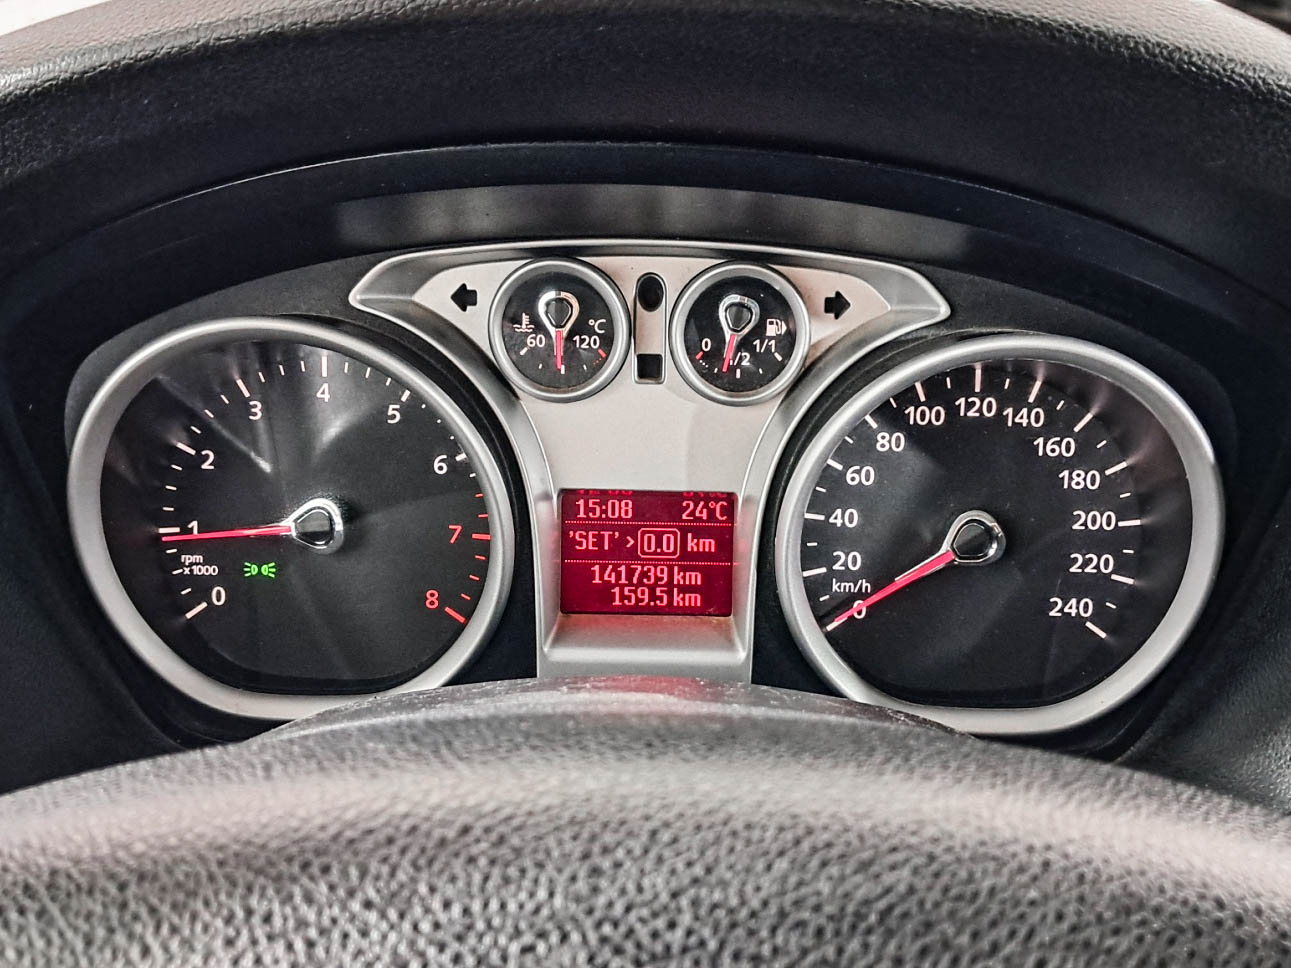 °C
60 120
0 1/2 1/1
0 1 2 3 4 5 6 7 8
rpm
x1000
15:08 24°C
'SET' > 0.0 km
141739 km
159.5 km
0 20 40 60 80 100 120 140 160 180 200 220 240
km/h